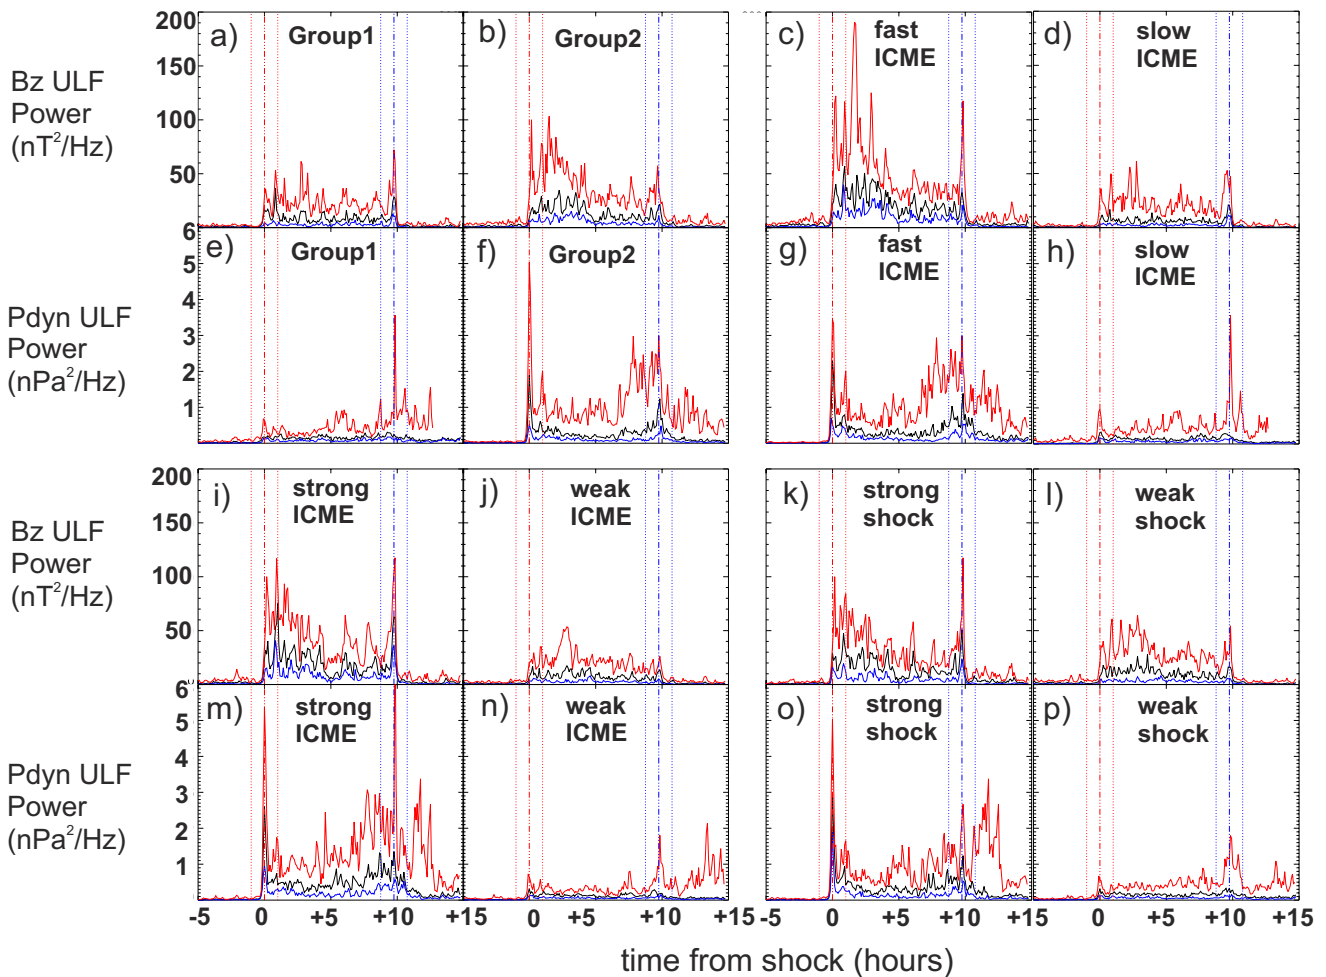 200
150
100
50
0
Bz ULF
Power
(nT²/Hz)
a) Group1
b) Group2
c) fast
ICME
d) slow
ICME
6
5
4
3
2
1
Pdyn ULF
Power
(nPa²/Hz)
e) Group1
f) Group2
g) fast
ICME
h) slow
ICME
200
150
100
50
Bz ULF
Power
(nT²/Hz)
i) strong
ICME
j) weak
ICME
k) strong
shock
l) weak
shock
6
5
4
3
2
1
Pdyn ULF
Power
(nPa²/Hz)
m) strong
ICME
n) weak
ICME
o) strong
shock
p) weak
shock
-5 0 +5 +10 +15 0 +5 +10 +15 -5 0 +5 +10 +15 0 +5 +10 +15
time from shock (hours)